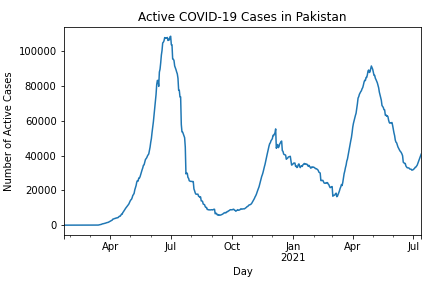 Active COVID-19 Cases in Pakistan
Number of Active Cases
100000
80000
60000
40000
20000
0
Apr
Jul
Oct
Jan
2021
Apr
Jul
Day